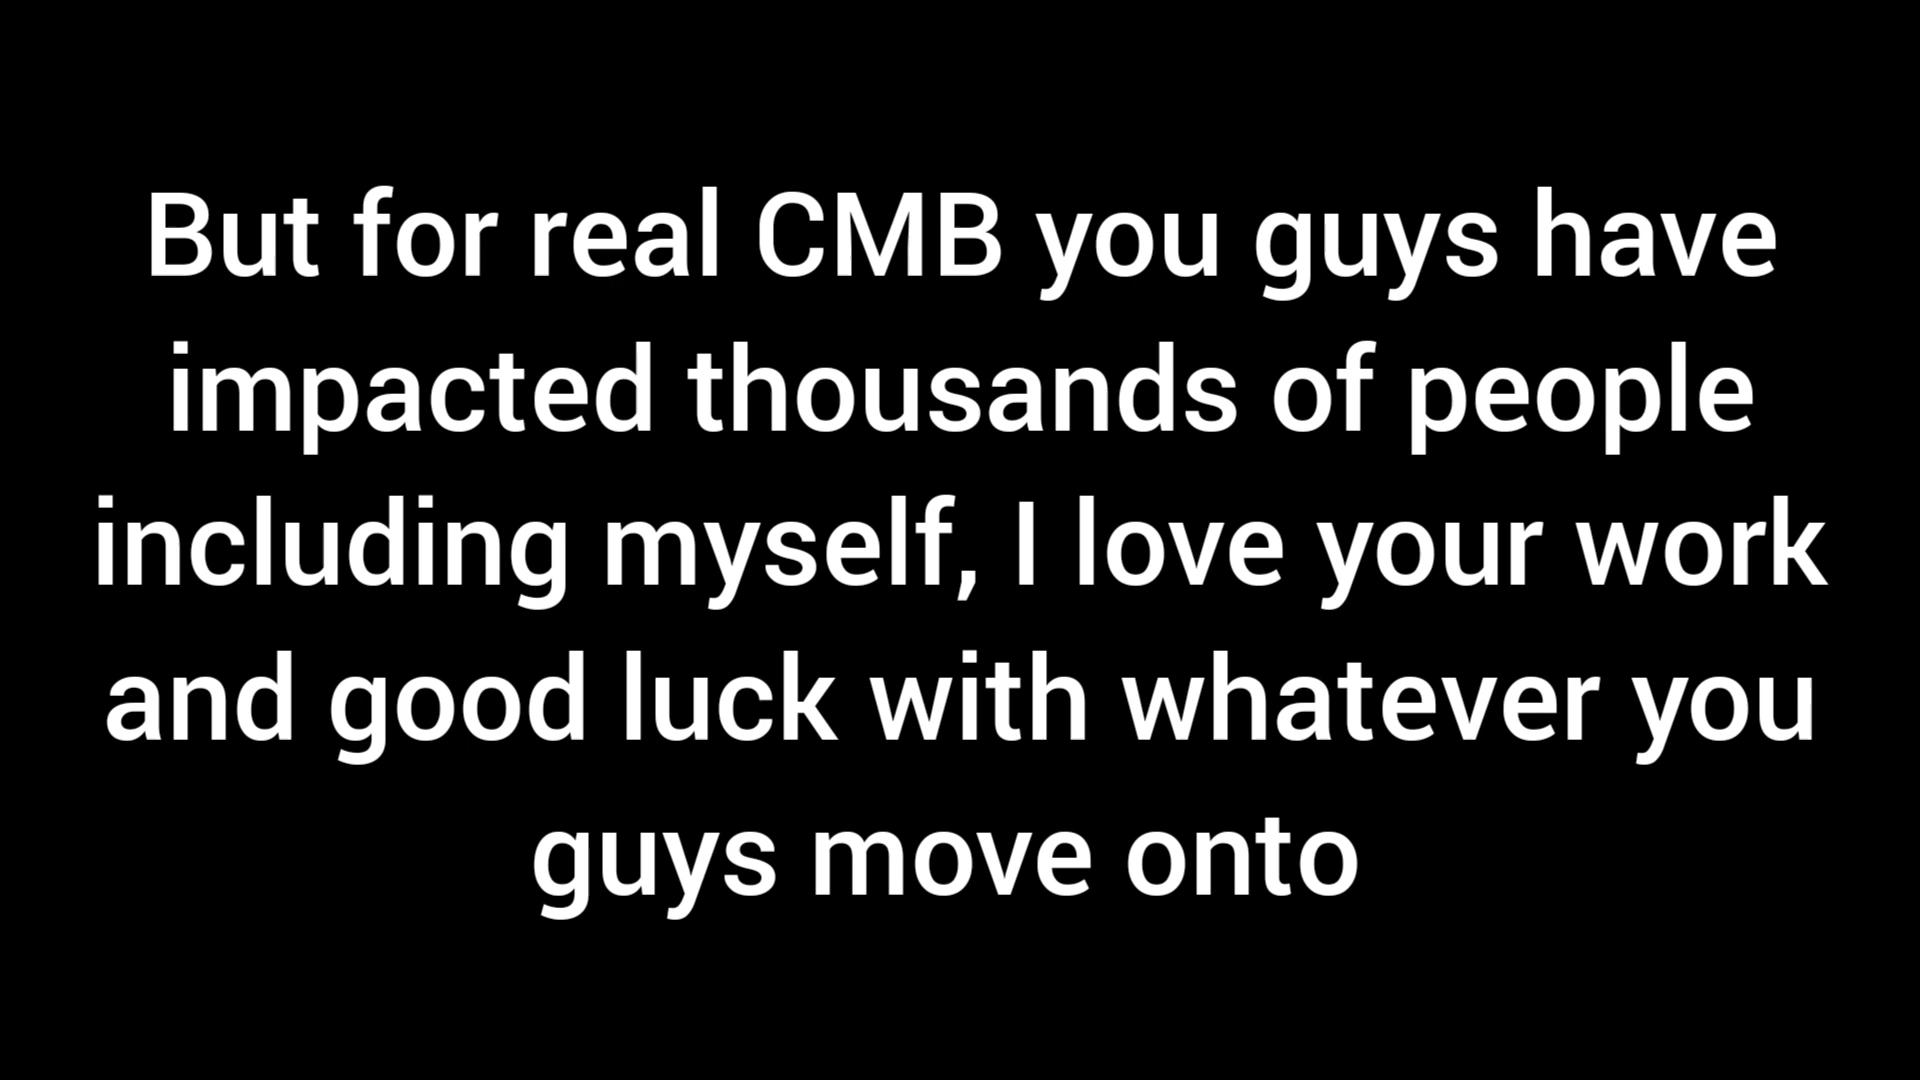 But for real CMB you guys have
impacted thousands of people
including myself, I love your work
and good luck with whatever you
guys move onto